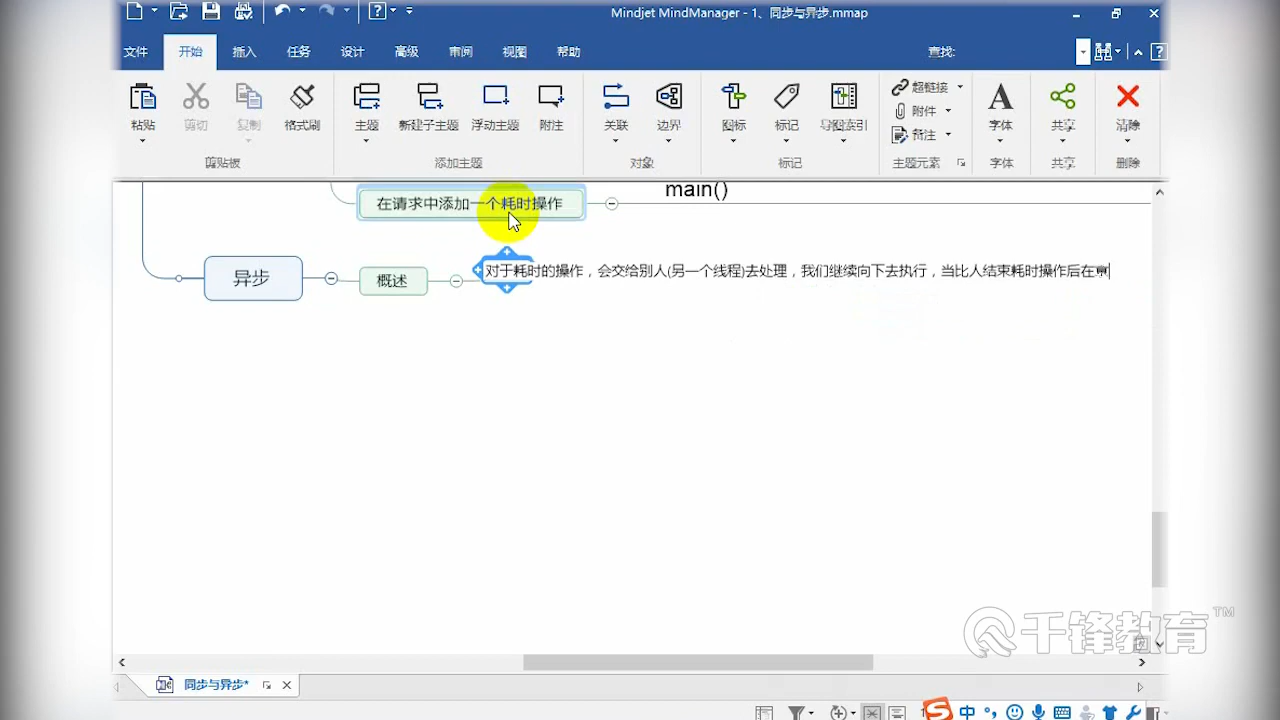 Mindjet MindManager - 1、同步与异步.mmap
文件 开始 插入 任务 设计 高级 审阅 视图 帮助 查找:
粘贴 剪切 复制 格式刷 主题 新建子主题 浮动主题 附注 关联 边界 图标 标记 导图索引 超链接 附件 备注 字体 共享 清除
剪贴板 添加主题 对象 标记 主题元素 字体 共享 删除
main()
在请求中添加一个耗时操作
异步
概述
对于耗时的操作，会交给别人(另一个线程)去处理，我们继续向下去执行，当比人结束耗时操作后在
千锋教育TM
同步与异步*
中